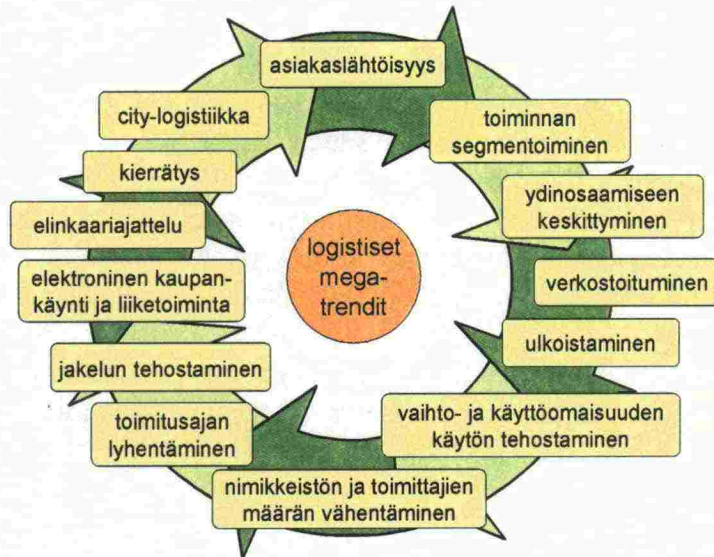 asiakaslähtöisyys
toiminnan
segmentoiminen
ydinosaamiseen
keskittyminen
verkostoituminen
ulkoistaminen
vaihto- ja käyttöomaisuuden
käytön tehostaminen
nimikkeistön ja toimittajien
määrän vähentäminen
toimitusajan
lyhentäminen
jakelun tehostaminen
elektroninen kaupan-
käynti ja liiketoiminta
elinkaariajattelu
kierrätys
city-logistiikka
logistiset
mega-
trendit